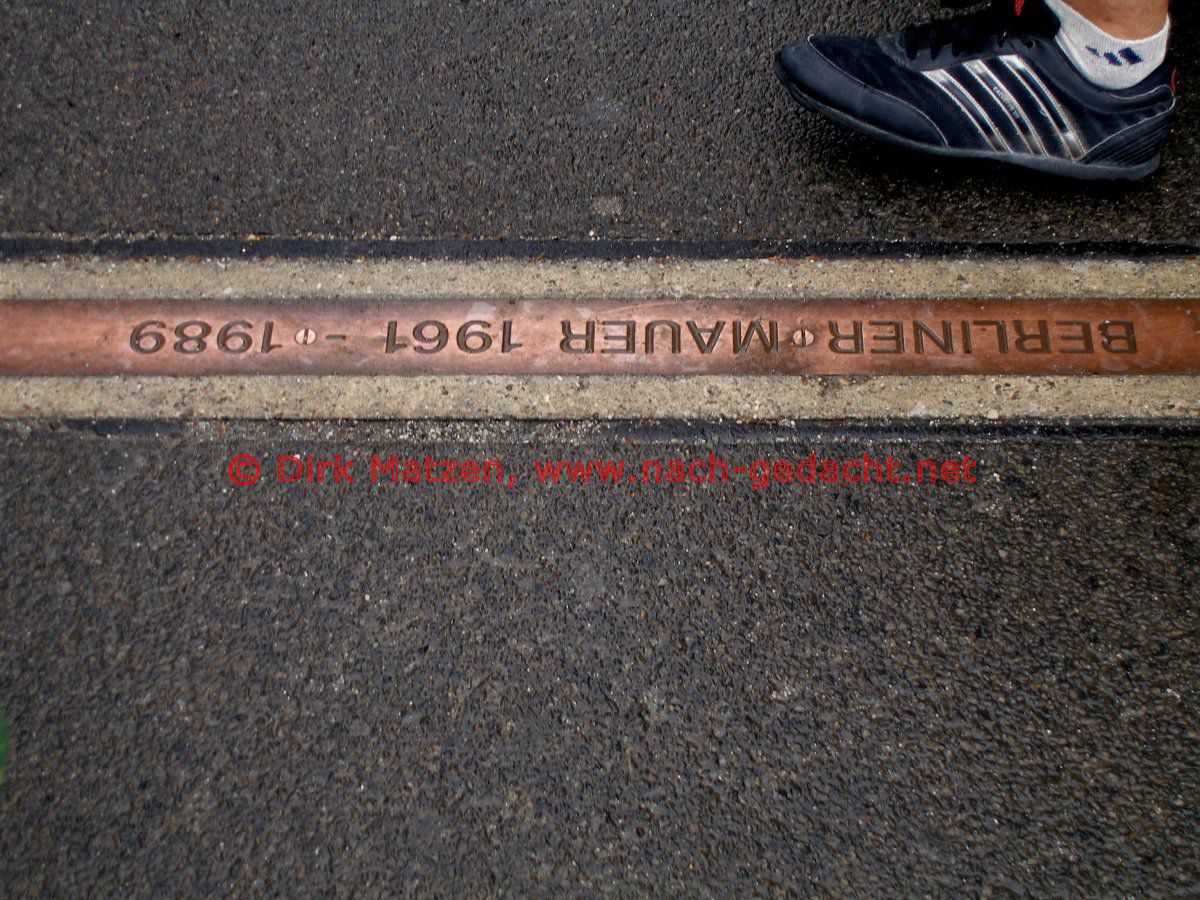 BERLINER MAUER 1961 - 1989
© Dirk Matzen, www.nach-gedacht.net